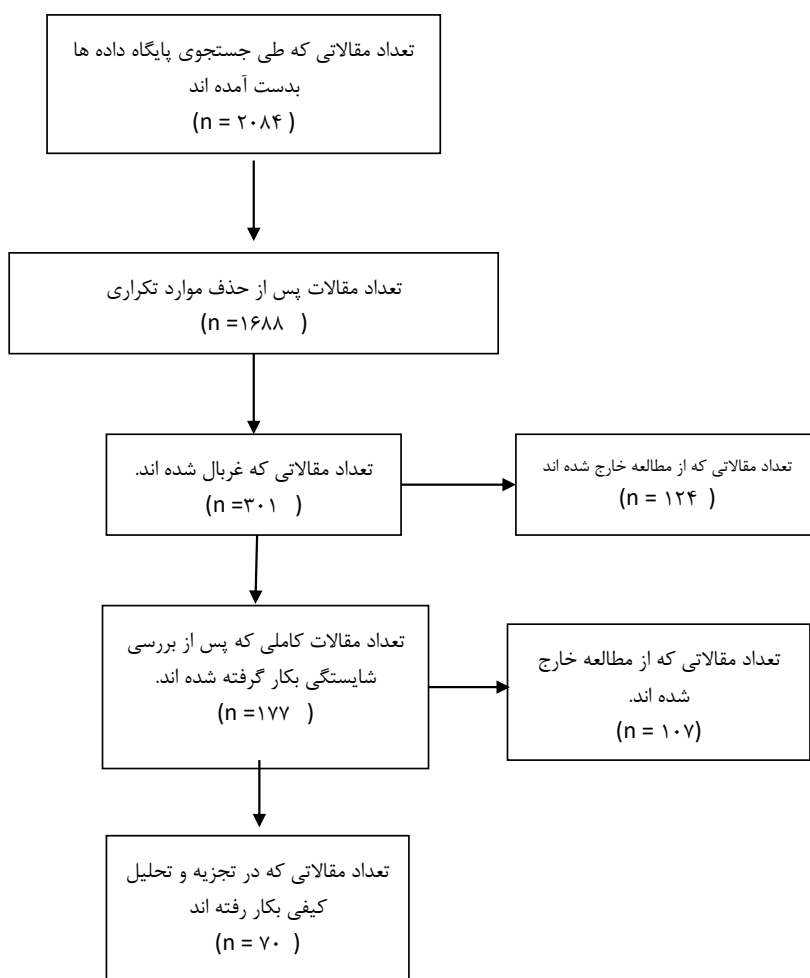 تعداد مقالاتی که طی جستجوی پایگاه داده ها
بدست آمده اند
(n = ۲۰۸۴ )
تعداد مقالات پس از حذف موارد تکراری
(n =۱۶۸۸ )
تعداد مقالاتی که غربال شده اند.
(n =۳۰۱ )
تعداد مقالاتی که از مطالعه خارج شده اند
(n = ۱۲۴ )
تعداد مقالات کاملی که پس از بررسی
شایستگی بکار گرفته شده اند.
(n =۱۷۷ )
تعداد مقالاتی که از مطالعه خارج
شده اند.
(n = ۱۰۷)
تعداد مقالاتی که در تجزیه و تحلیل
کیفی بکار رفته اند
(n = ۷۰ )